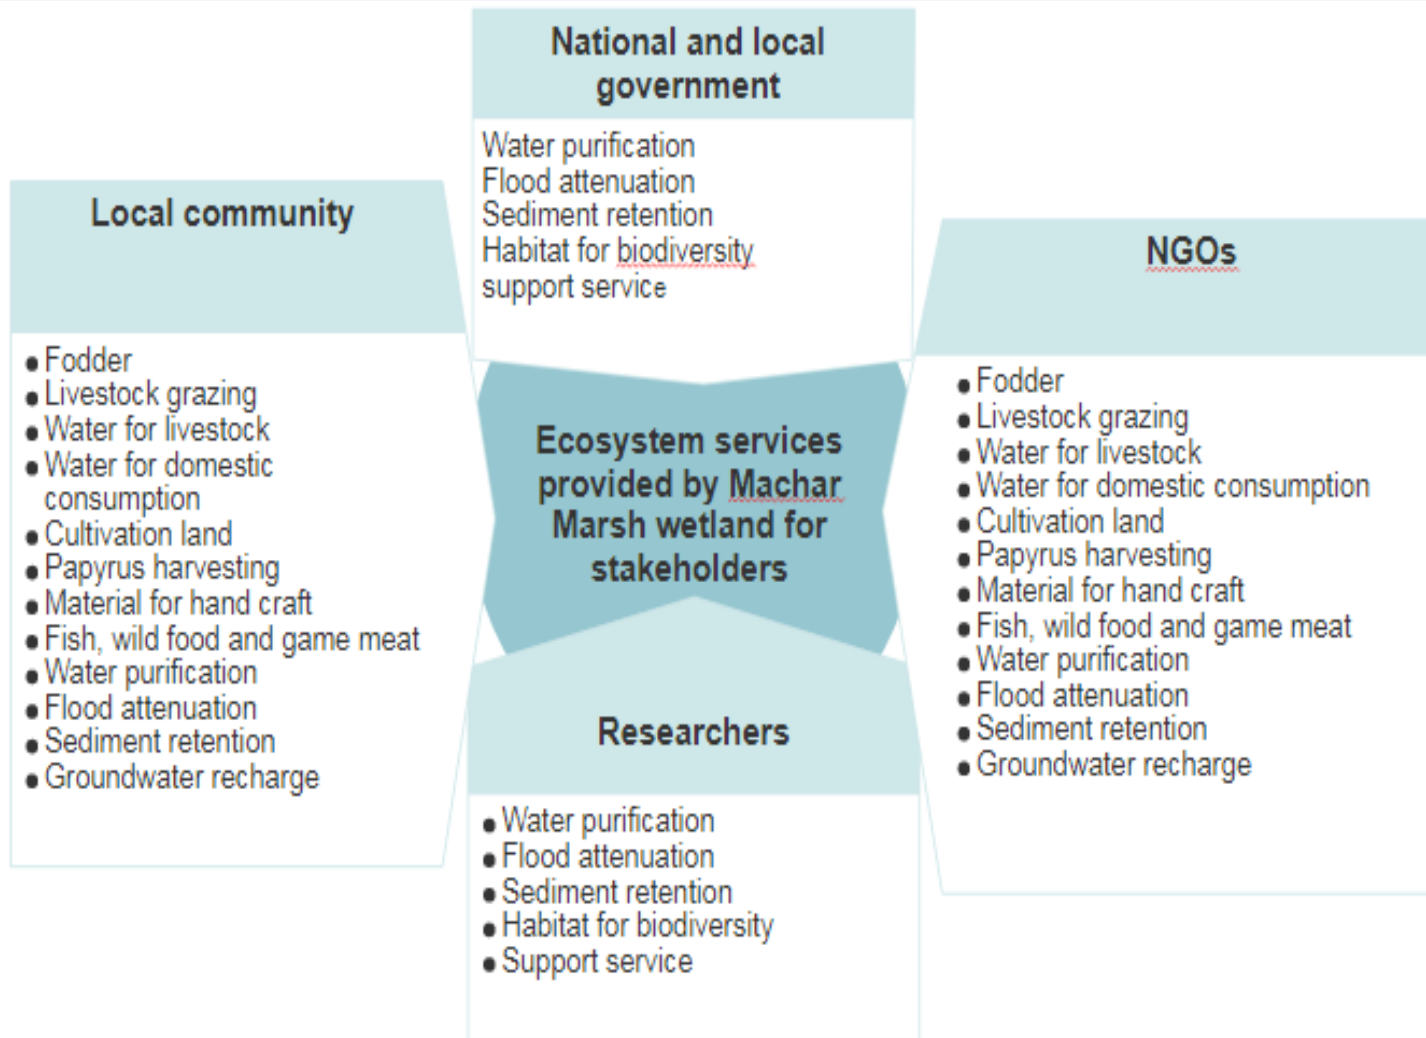 National and local
government
Water purification
Flood attenuation
Sediment retention
Habitat for biodiversity
support service
Local community
• Fodder
• Livestock grazing
• Water for livestock
• Water for domestic
consumption
• Cultivation land
• Papyrus harvesting
• Material for hand craft
• Fish, wild food and game meat
• Water purification
• Flood attenuation
• Sediment retention
• Groundwater recharge
Ecosystem services
provided by Machar
Marsh wetland for
stakeholders
NGOs
• Fodder
• Livestock grazing
• Water for livestock
• Water for domestic consumption
• Cultivation land
• Papyrus harvesting
• Material for hand craft
• Fish, wild food and game meat
• Water purification
• Flood attenuation
• Sediment retention
• Groundwater recharge
Researchers
• Water purification
• Flood attenuation
• Sediment retention
• Habitat for biodiversity
• Support service